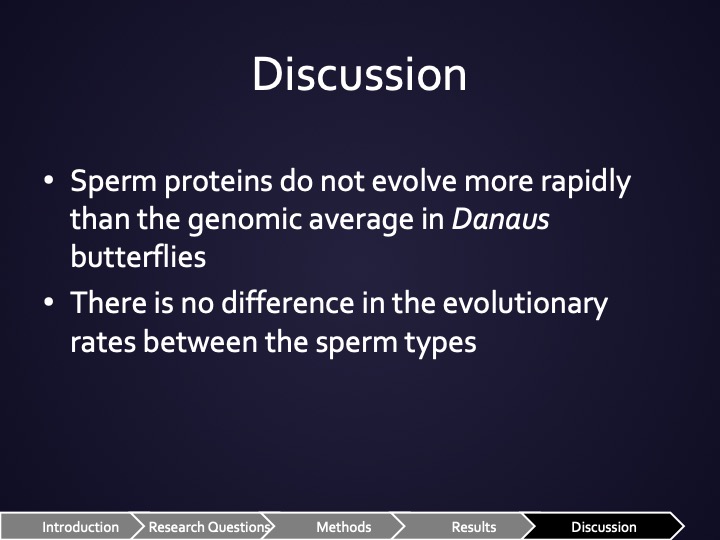 Discussion
• Sperm proteins do not evolve more rapidly
than the genomic average in Danaus
butterflies
• There is no difference in the evolutionary
rates between the sperm types
Introduction Research Questions Methods Results Discussion